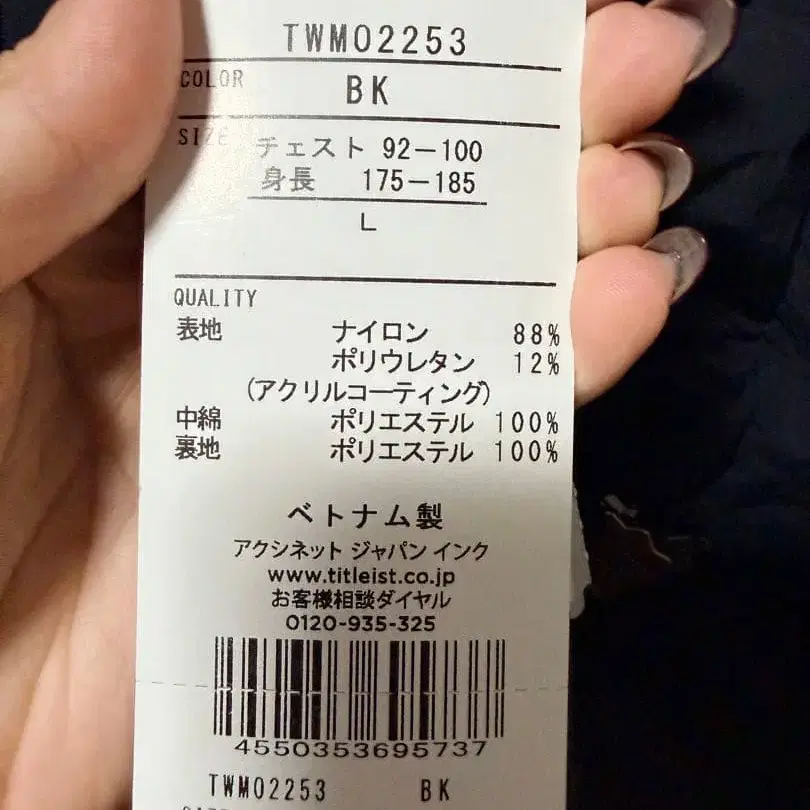 TWMO2253
COLOR BK
SIZE チェスト 92-100
身長 175-185
L
QUALITY
表地 ナイロン 88%
ポリウレタン 12%
(アクリルコーティング)
中綿 ポリエステル 100%
裏地 ポリエステル 100%
ベトナム製
アクシネット ジャパン インク
www.titleist.co.jp
お客様相談ダイヤル
0120-935-325
4550353695737
TWMO2253 BK